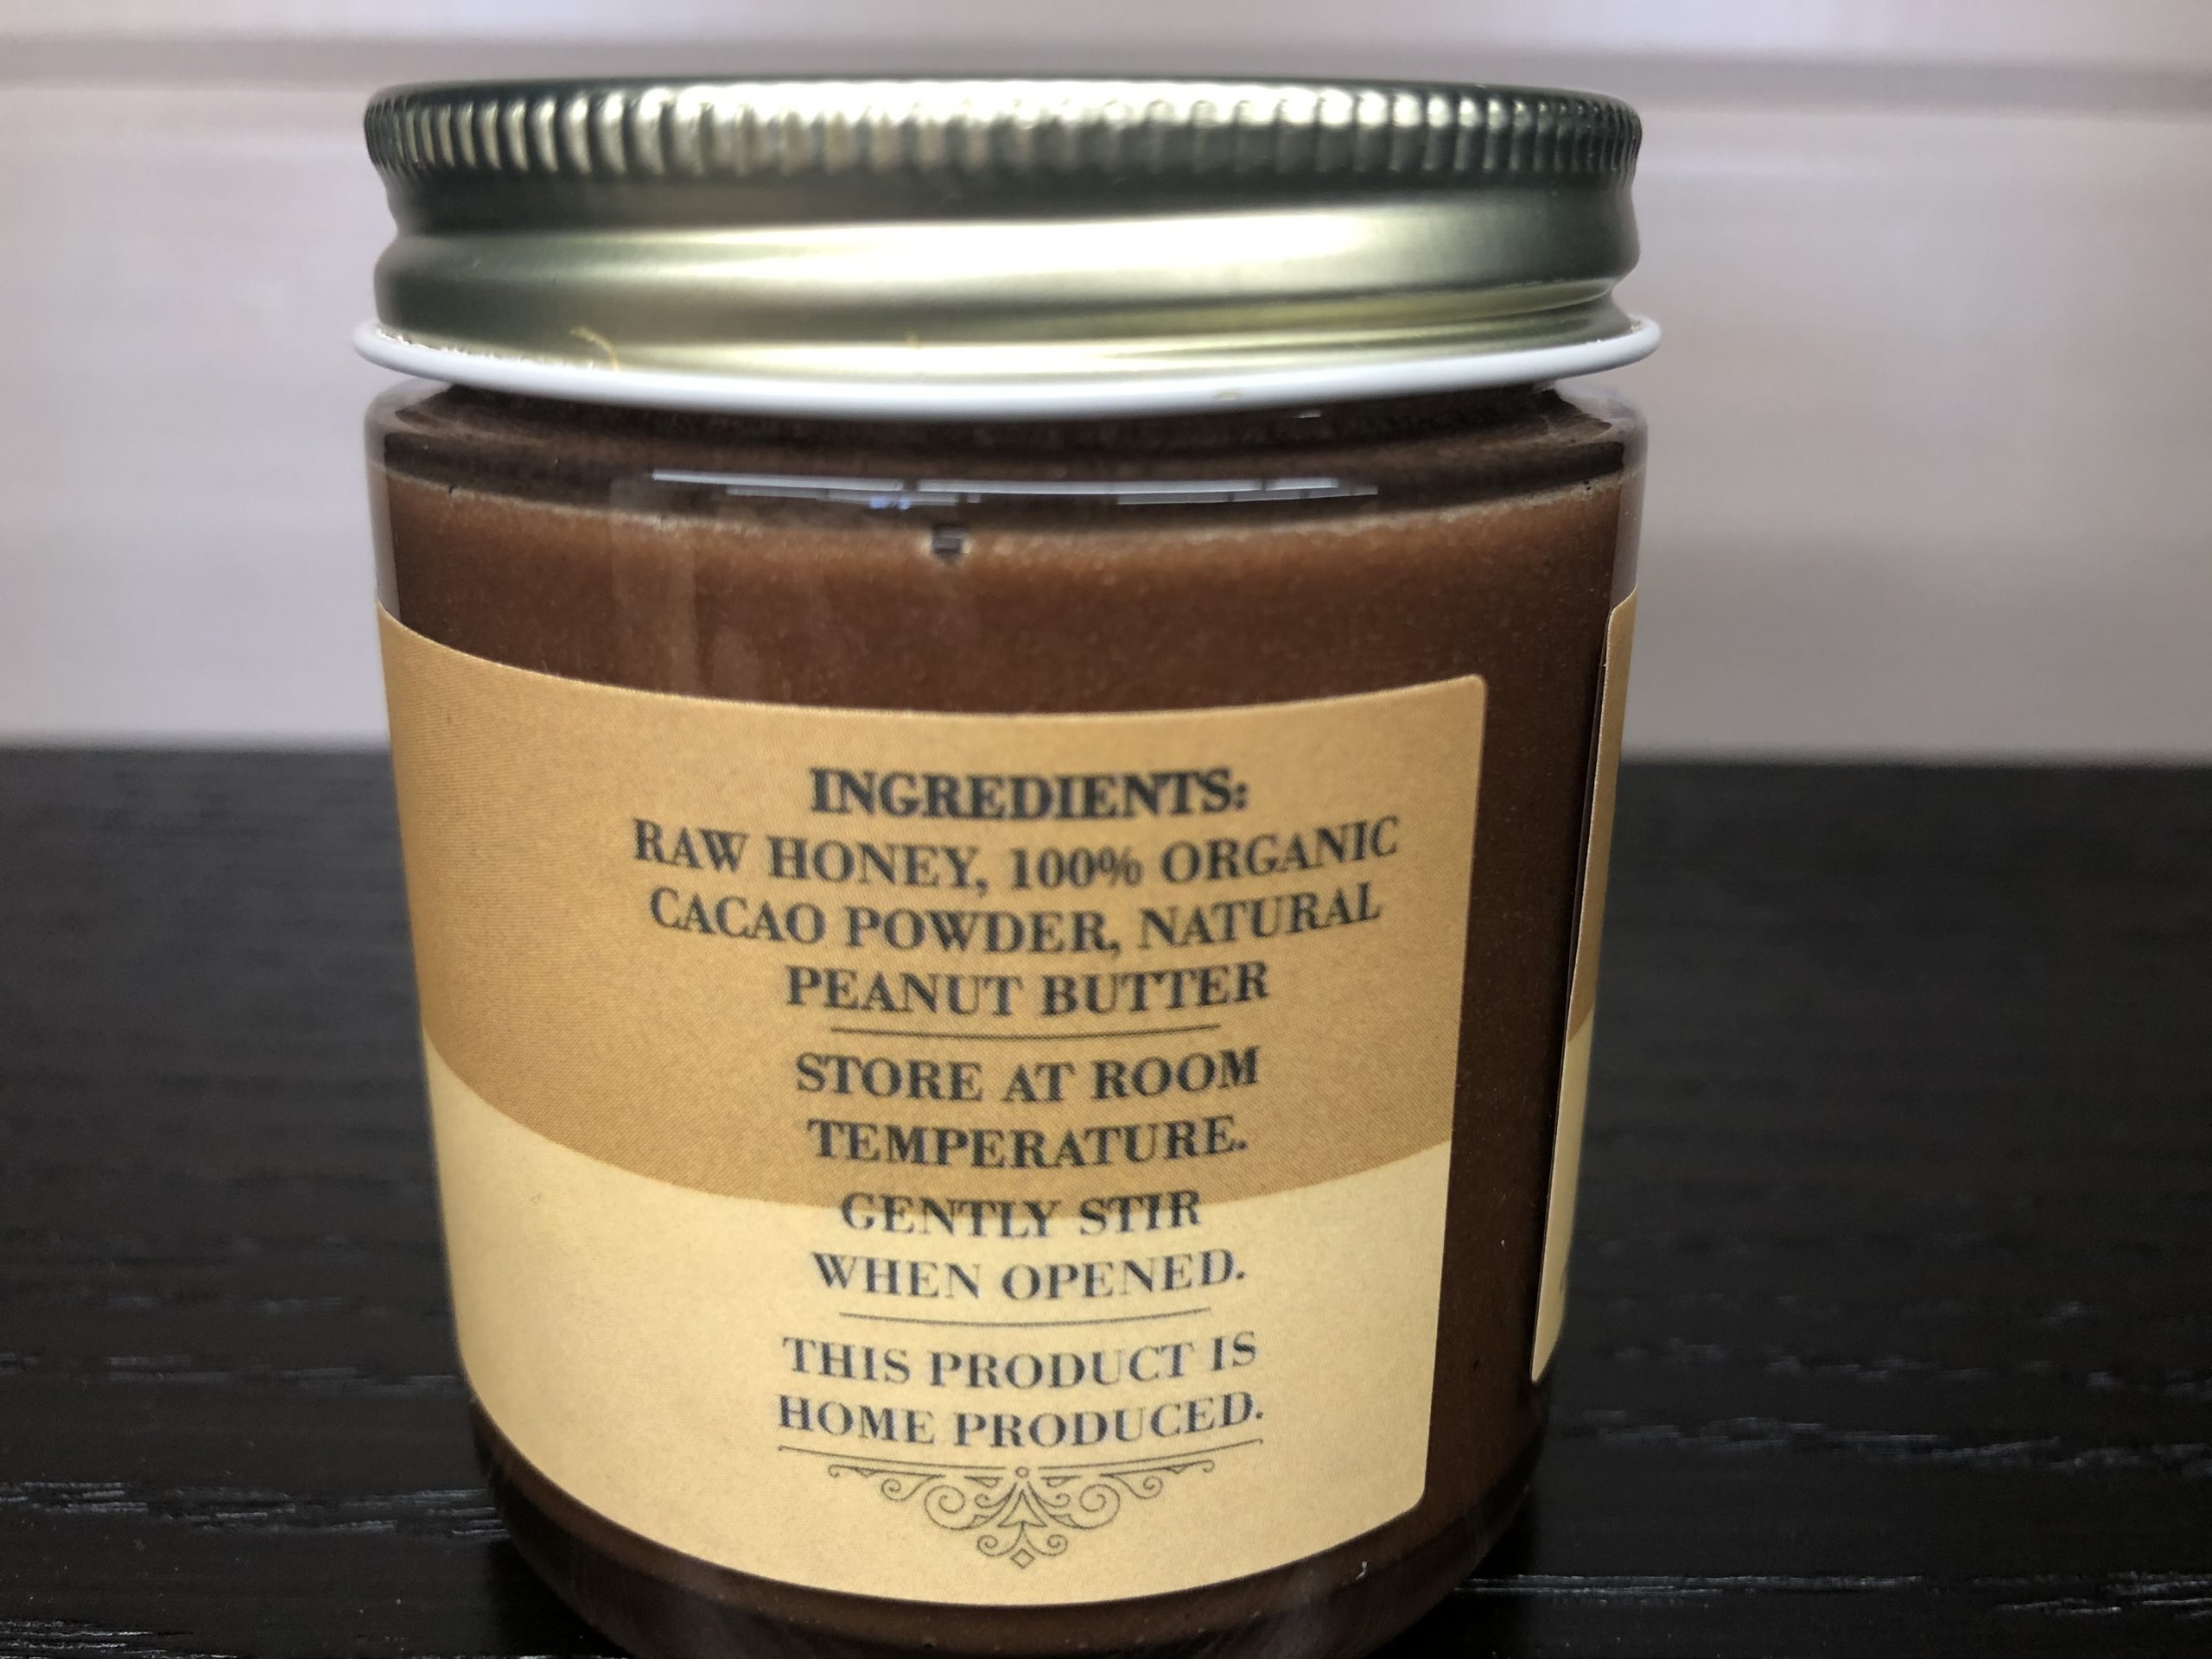 INGREDIENTS:
RAW HONEY, 100% ORGANIC
CACAO POWDER, NATURAL
PEANUT BUTTER
STORE AT ROOM
TEMPERATURE.
GENTLY STIR
WHEN OPENED.
THIS PRODUCT IS
HOME PRODUCED.